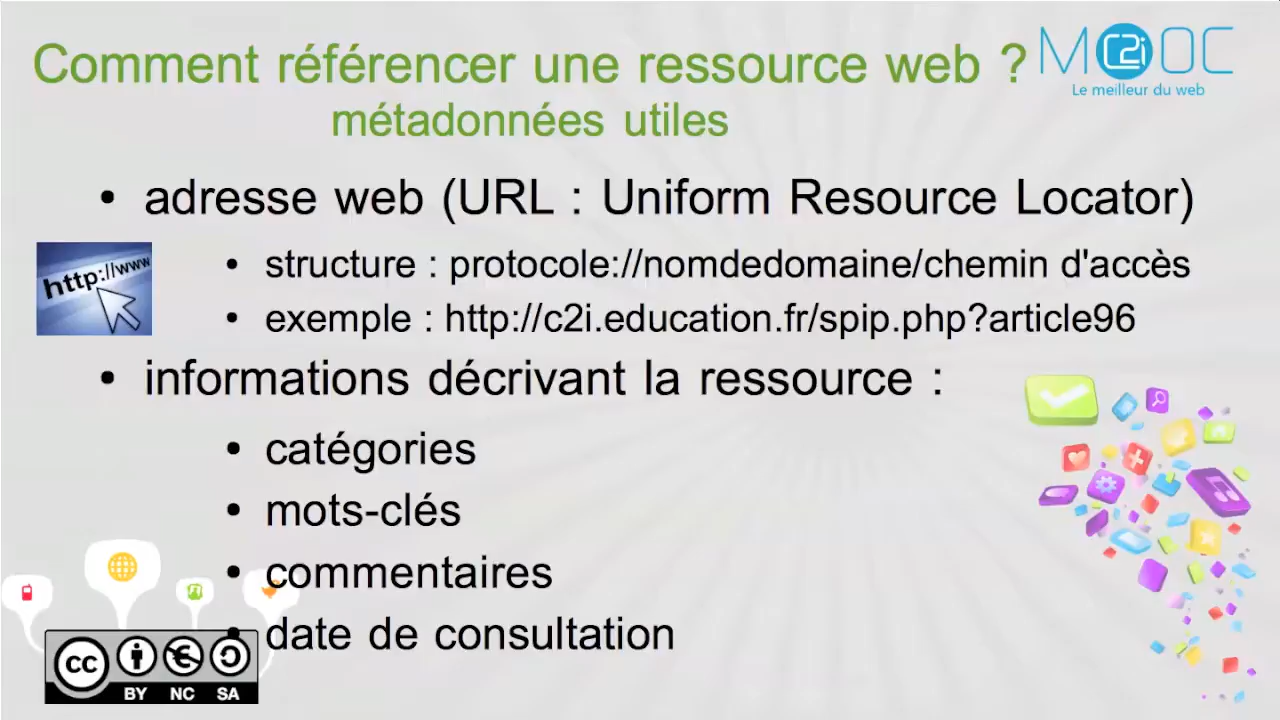 Comment référencer une ressource web ?
métadonnées utiles
MOOC
C2i
Le meilleur du web
• adresse web (URL : Uniform Resource Locator)
• structure : protocole://nomdedomaine/chemin d'accès
http://www
• exemple : http://c2i.education.fr/spip.php?article96
• informations décrivant la ressource :
• catégories
• mots-clés
• commentaires
• date de consultation
cc
BY NC SA